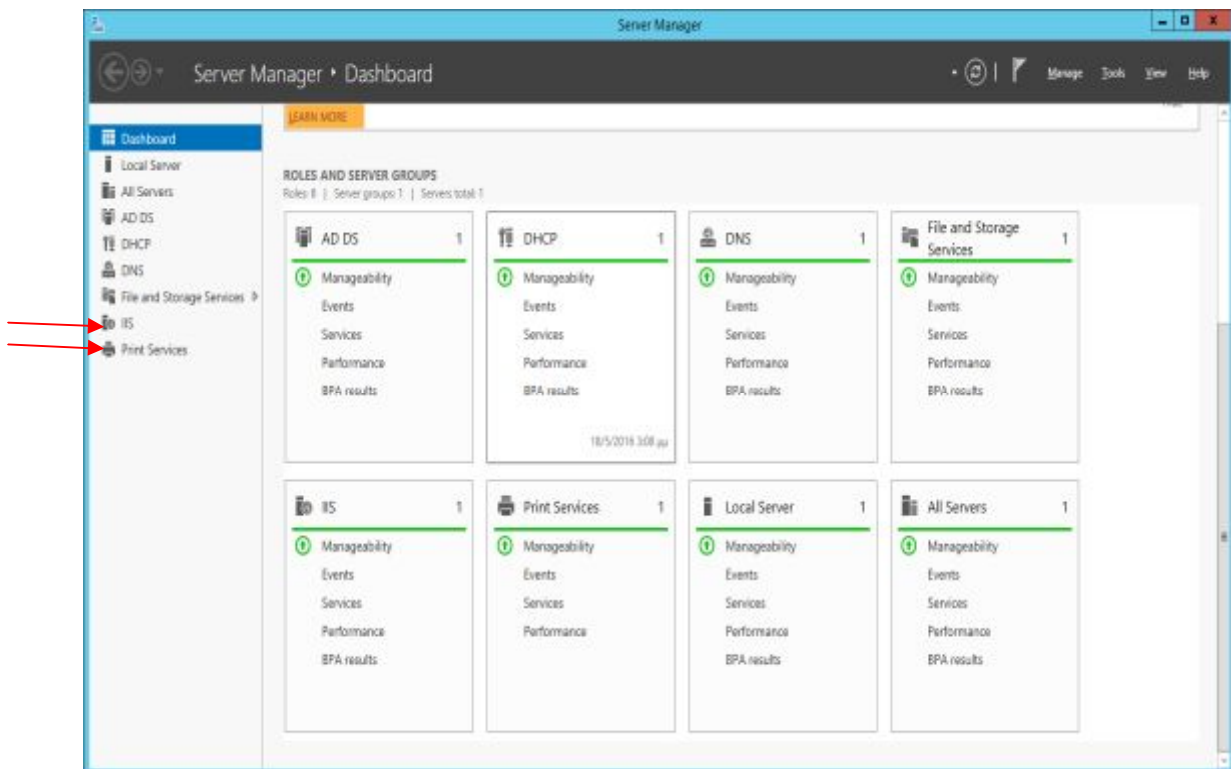 Server Manager
Server Manager • Dashboard
Manage Tools View Help
LEARN MORE
Dashboard
Local Server
All Servers
AD DS
DHCP
DNS
File and Storage Services
IIS
Print Services
ROLES AND SERVER GROUPS
Server groups: 1 | Servers total: 1
AD DS 1
Manageability
Events
Services
Performance
BPA results
DHCP 1
Manageability
Events
Services
Performance
BPA results
3:08 μμ
DNS 1
Manageability
Events
Services
Performance
BPA results
File and Storage
Services 1
Manageability
Events
Services
Performance
BPA results
IIS 1
Manageability
Events
Services
Performance
BPA results
Print Services 1
Manageability
Events
Services
Performance
Local Server 1
Manageability
Events
Services
Performance
BPA results
All Servers 1
Manageability
Events
Services
Performance
BPA results